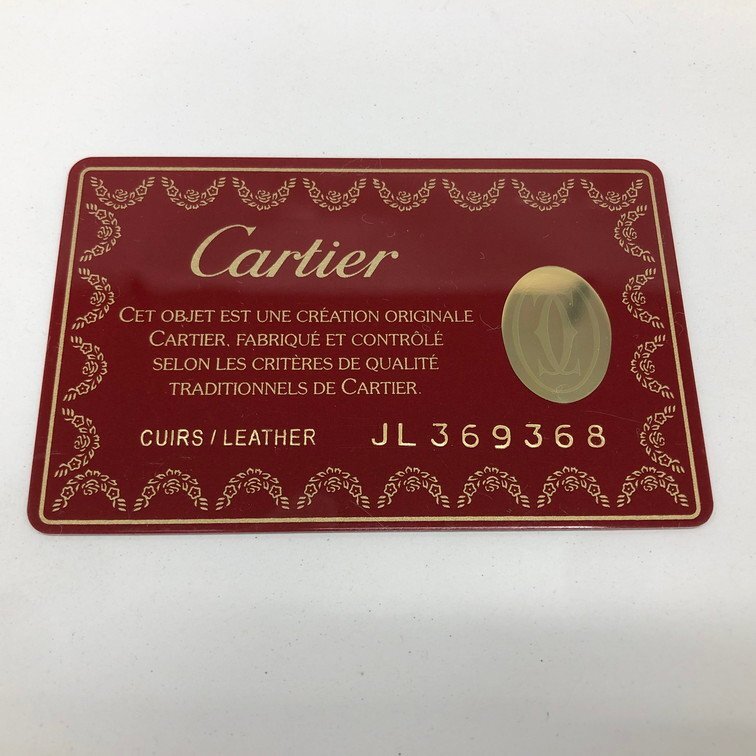 Cartier
CET OBJET EST UNE CRÉATION ORIGINALE
CARTIER, FABRIQUÉ ET CONTRÔLÉ
SELON LES CRITÈRES DE QUALITÉ
TRADITIONNELS DE CARTIER.
CUIRS / LEATHER JL 369368